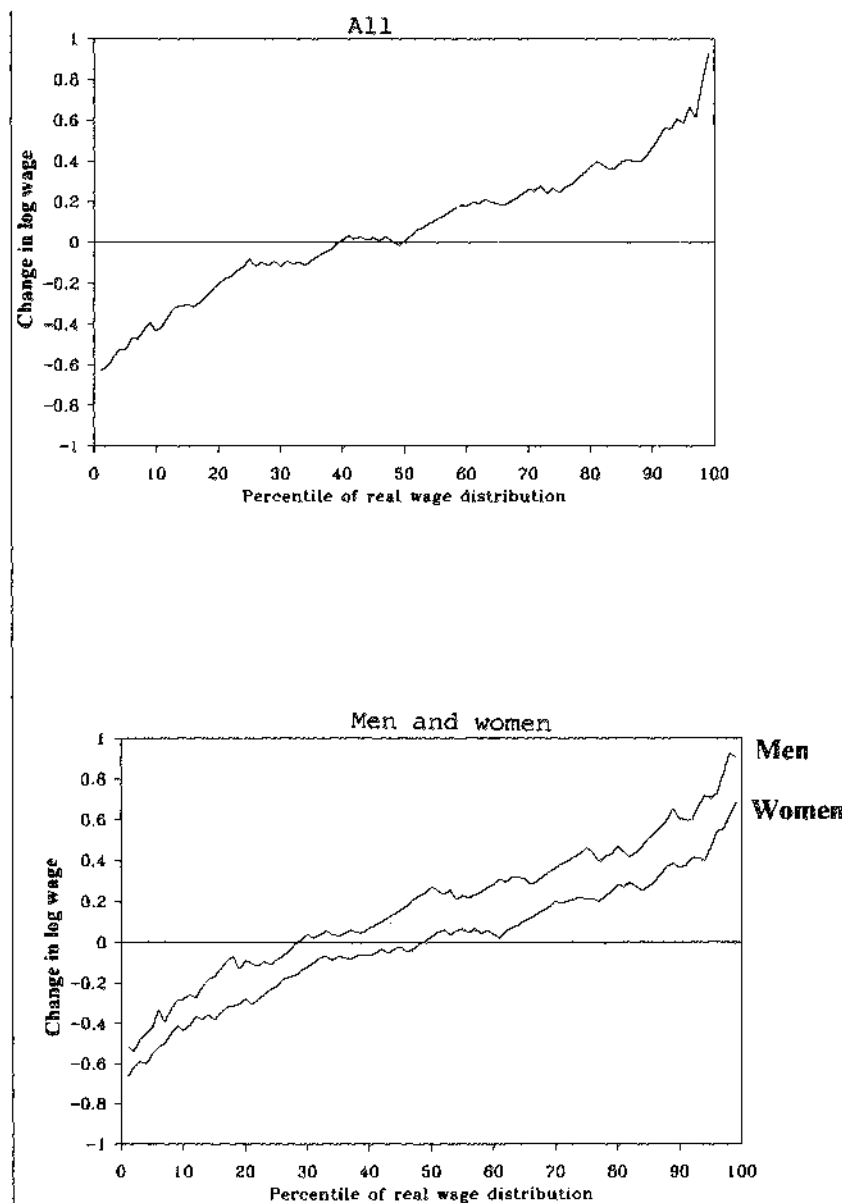 All
1
0.8
0.6
0.4
0.2
0
-0.2
-0.4
-0.6
-0.8
-1
Change in log wage
0 10 20 30 40 50 60 70 80 90 100
Percentile of real wage distribution
Men and women
1
0.8
0.6
0.4
0.2
0
-0.2
-0.4
-0.6
-0.8
-1
Change in log wage
Men
Women
0 10 20 30 40 50 60 70 80 90 100
Percentile of real wage distribution